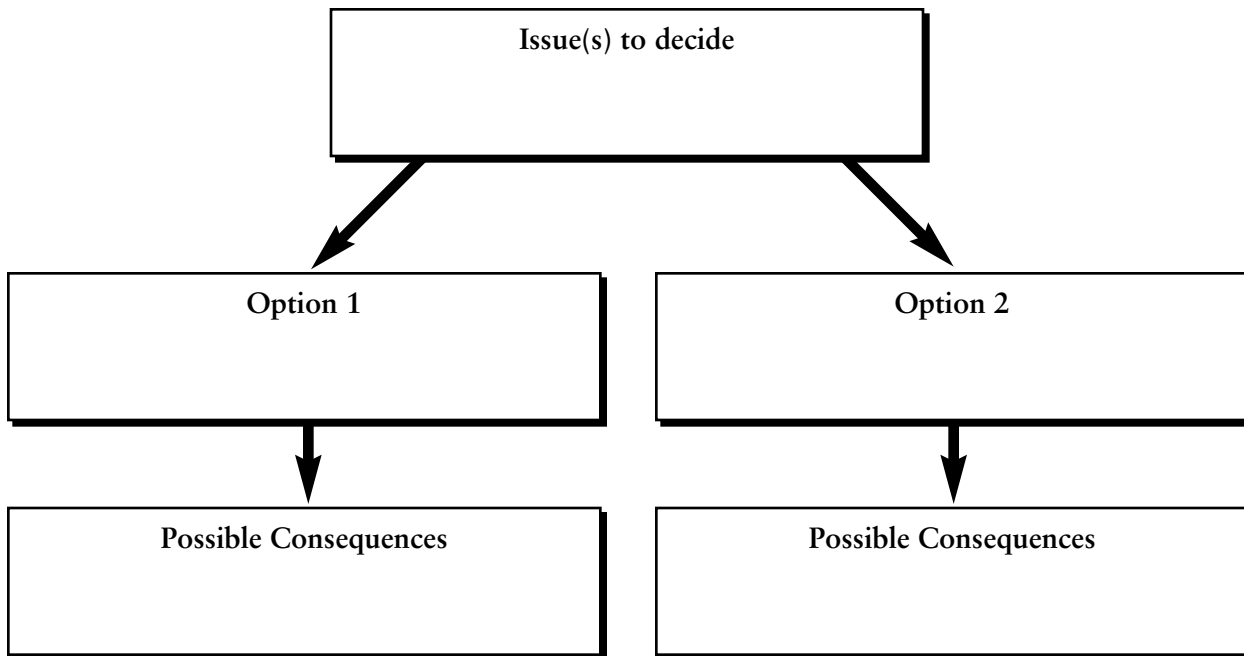 Issue(s) to decide
Option 1
Option 2
Possible Consequences
Possible Consequences